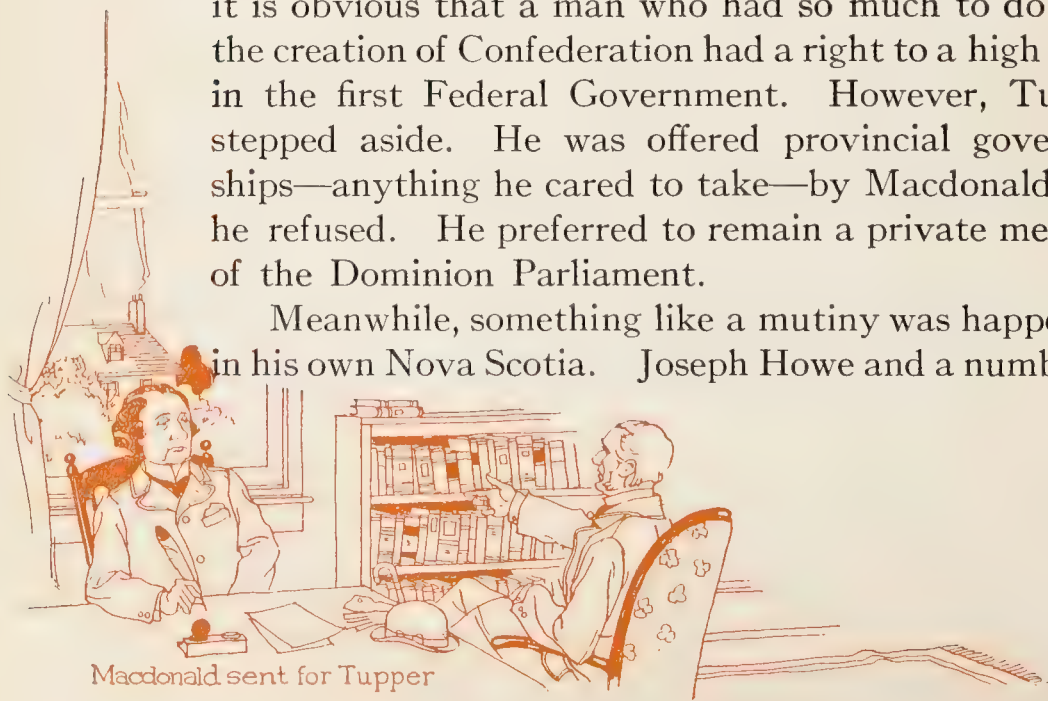 it is obvious that a man who had so much to do
the creation of Confederation had a right to a high
in the first Federal Government. However, Tu
stepped aside. He was offered provincial gove
ships—anything he cared to take—by Macdonald
he refused. He preferred to remain a private me
of the Dominion Parliament.
Meanwhile, something like a mutiny was happe
in his own Nova Scotia. Joseph Howe and a numb
Macdonald sent for Tupper